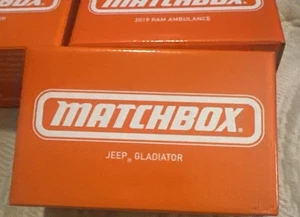 MATCHBOX
2019 RAM AMBULANCE
MATCHBOX®
JEEP® GLADIATOR